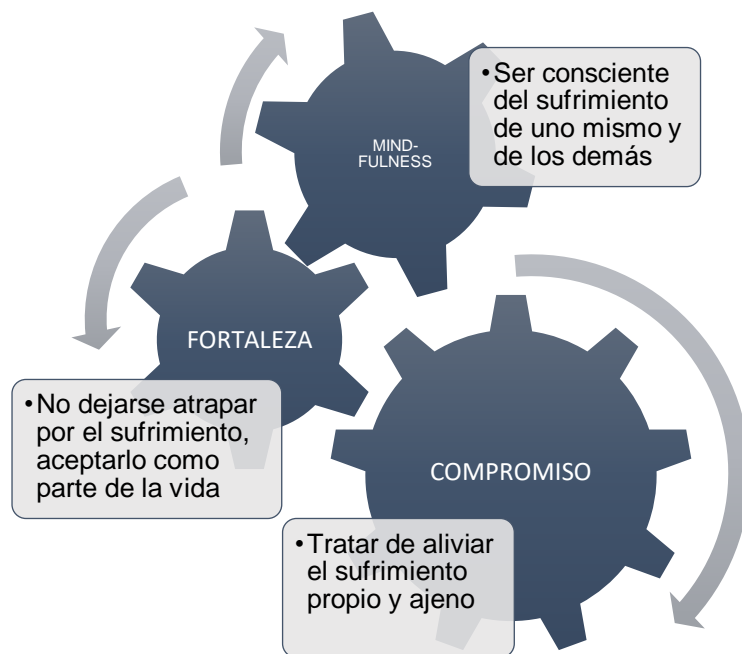 MIND-
FULNESS
• Ser consciente
del sufrimiento
de uno mismo y
de los demás
FORTALEZA
• No dejarse atrapar
por el sufrimiento,
aceptarlo como
parte de la vida
COMPROMISO
• Tratar de aliviar
el sufrimiento
propio y ajeno